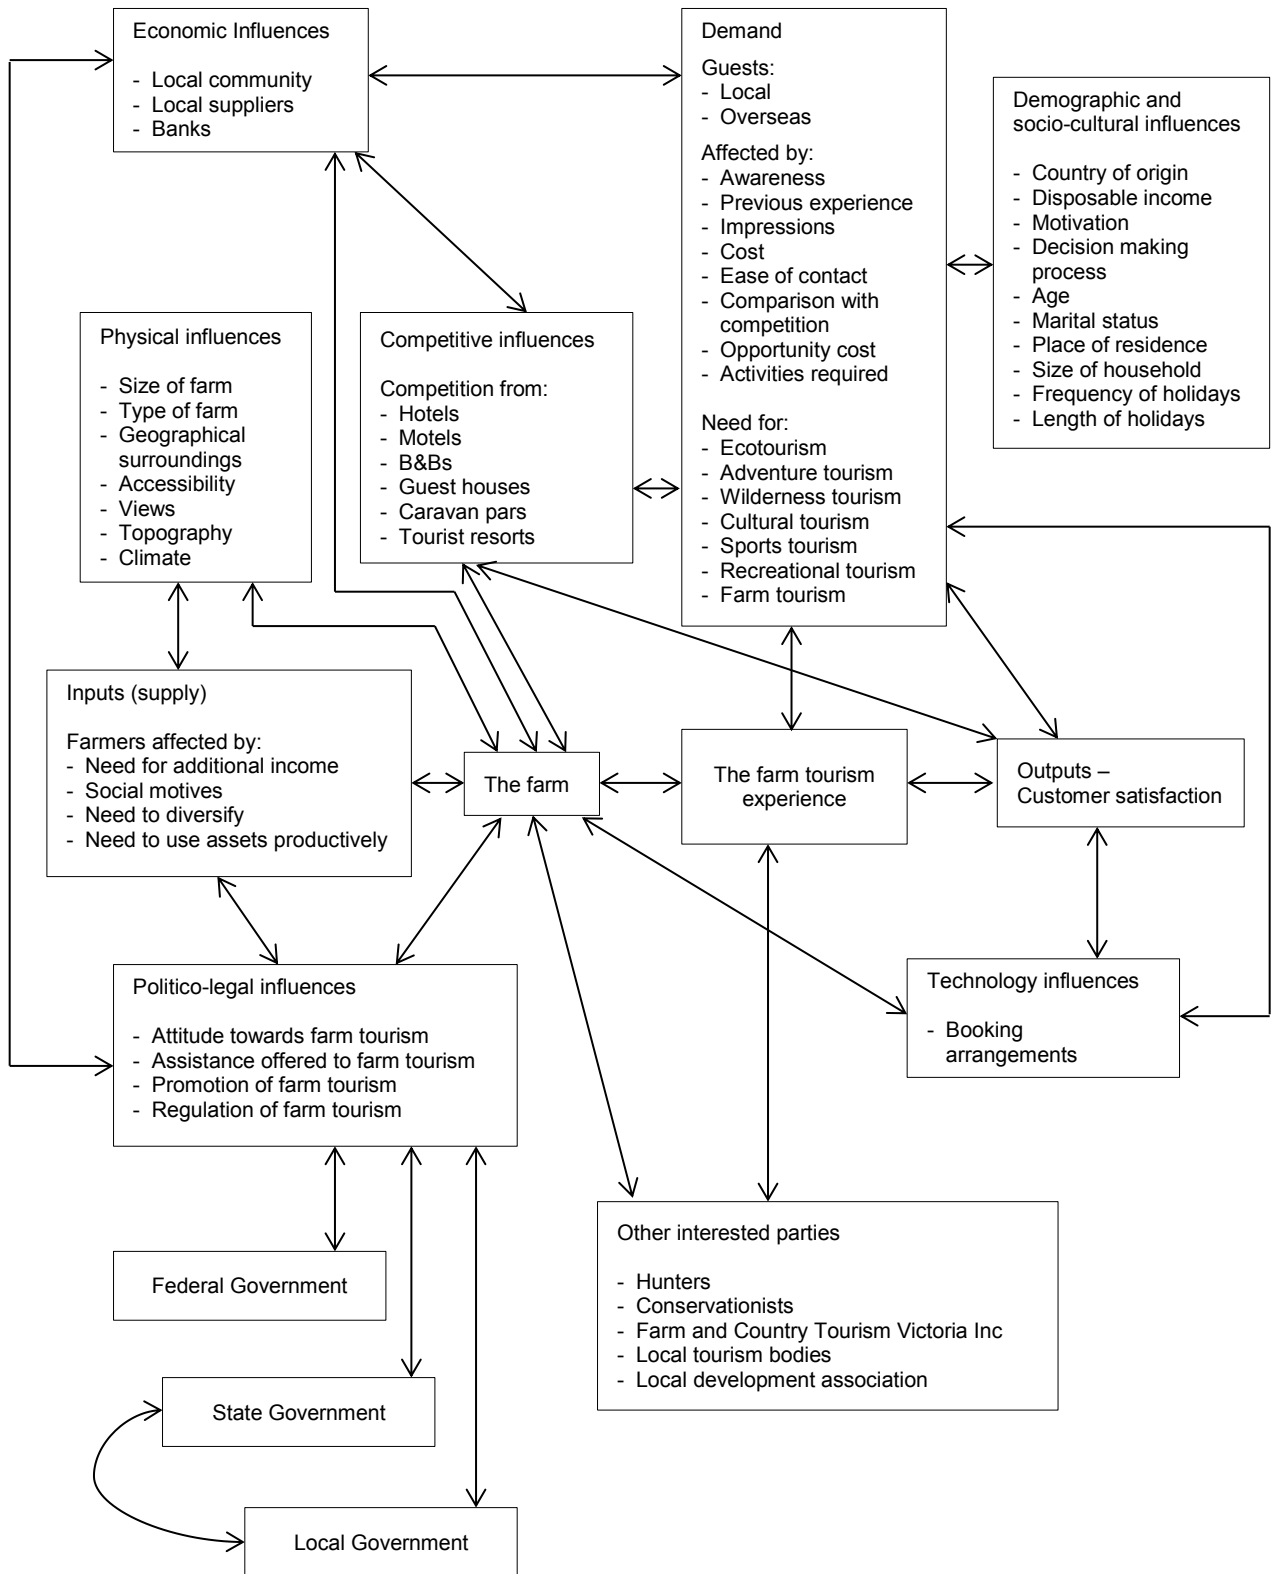 Economic Influences
- Local community
- Local suppliers
- Banks
Demand
Guests:
- Local
- Overseas
Affected by:
- Awareness
- Previous experience
- Impressions
- Cost
- Ease of contact
- Comparison with
competition
- Opportunity cost
- Activities required
Need for:
- Ecotourism
- Adventure tourism
- Wilderness tourism
- Cultural tourism
- Sports tourism
- Recreational tourism
- Farm tourism
Demographic and
socio-cultural influences
- Country of origin
- Disposable income
- Motivation
- Decision making
process
- Age
- Marital status
- Place of residence
- Size of household
- Frequency of holidays
- Length of holidays
Physical influences
- Size of farm
- Type of farm
- Geographical
surroundings
- Accessibility
- Views
- Topography
- Climate
Competitive influences
Competition from:
- Hotels
- Motels
- B&Bs
- Guest houses
- Caravan pars
- Tourist resorts
Inputs (supply)
Farmers affected by:
- Need for additional income
- Social motives
- Need to diversify
- Need to use assets productively
The farm
The farm tourism
experience
Outputs –
Customer satisfaction
Politico-legal influences
- Attitude towards farm tourism
- Assistance offered to farm tourism
- Promotion of farm tourism
- Regulation of farm tourism
Technology influences
- Booking
arrangements
Other interested parties
- Hunters
- Conservationists
- Farm and Country Tourism Victoria Inc
- Local tourism bodies
- Local development association
Federal Government
State Government
Local Government